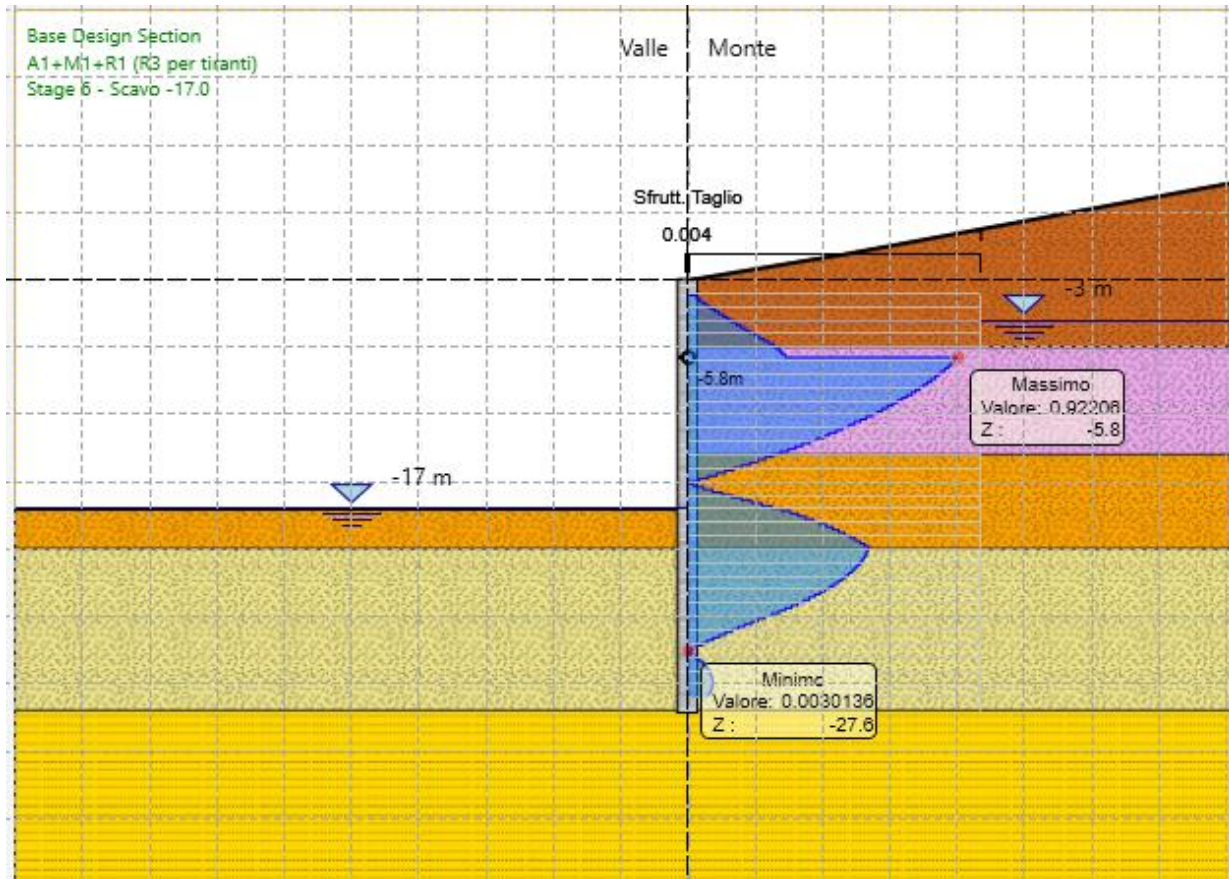 Base Design Section
A1+M1+R1 (R3 per tiranti)
Stage 6 - Scavo -17.0
Valle
Monte
Sfrutt. Taglio
0.004
-3 m
-5.8m
Massimo
Valore: 0.92206
Z : -5.8
-17 m
Minimo
Valore: 0.0030136
Z : -27.6